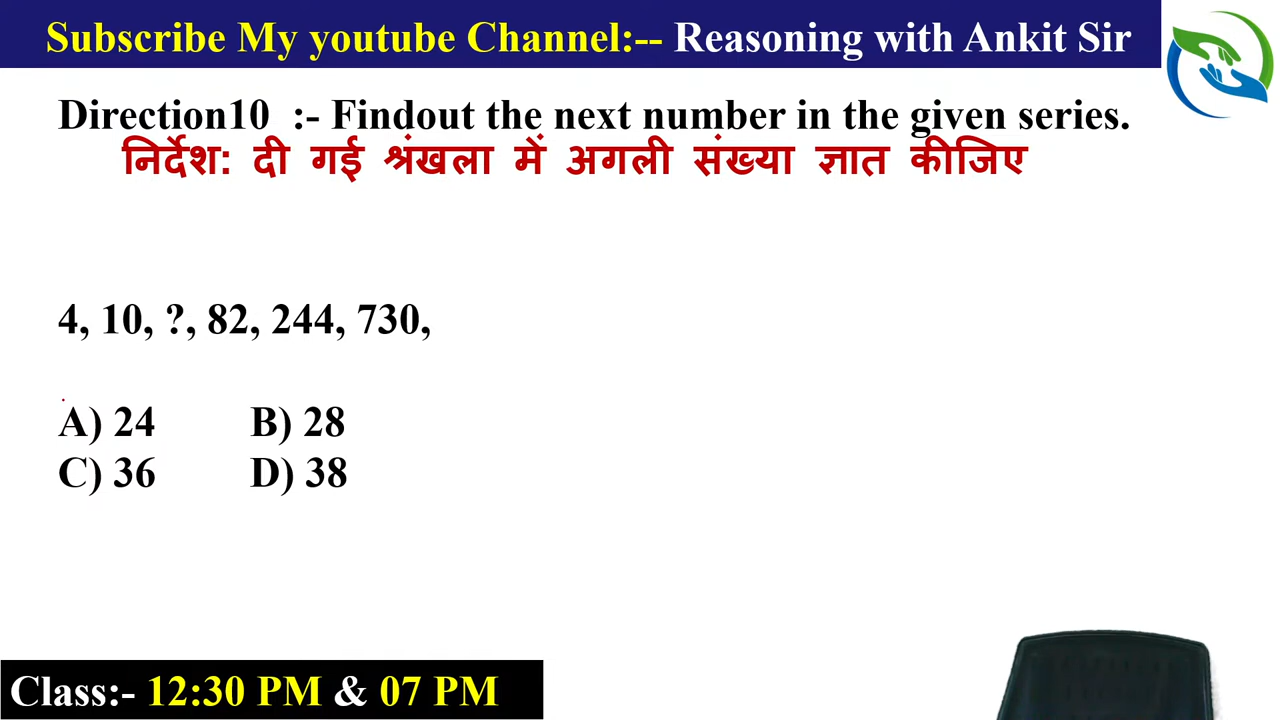 Subscribe My youtube Channel:-- Reasoning with Ankit Sir
Direction10 :- Findout the next number in the given series.
निर्देश: दी गई श्रंखला में अगली संख्या ज्ञात कीजिए
4, 10, ?, 82, 244, 730,
A) 24 B) 28
C) 36 D) 38
Class:- 12:30 PM & 07 PM